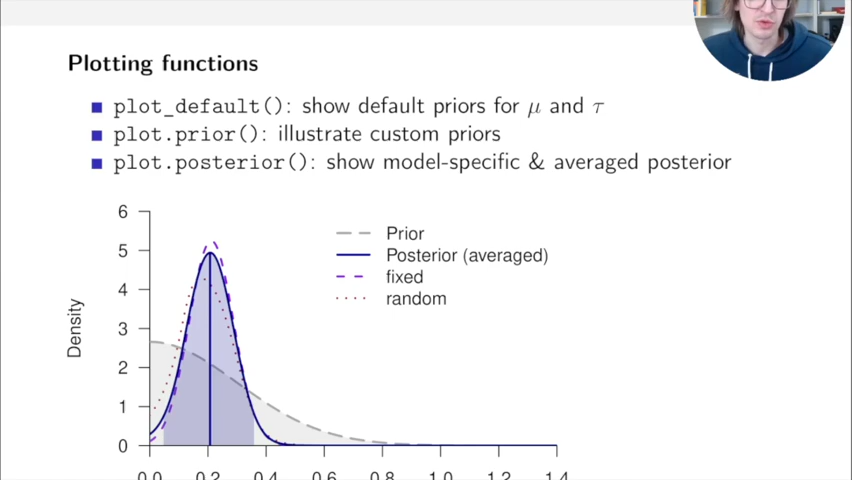 Plotting functions
plot_default(): show default priors for μ and τ
plot.prior(): illustrate custom priors
plot.posterior(): show model-specific & averaged posterior
6
5
4
3
2
1
0
Density
Prior
Posterior (averaged)
fixed
random
0.0 0.2 0.4 0.6 0.8 1.0 1.2 1.4